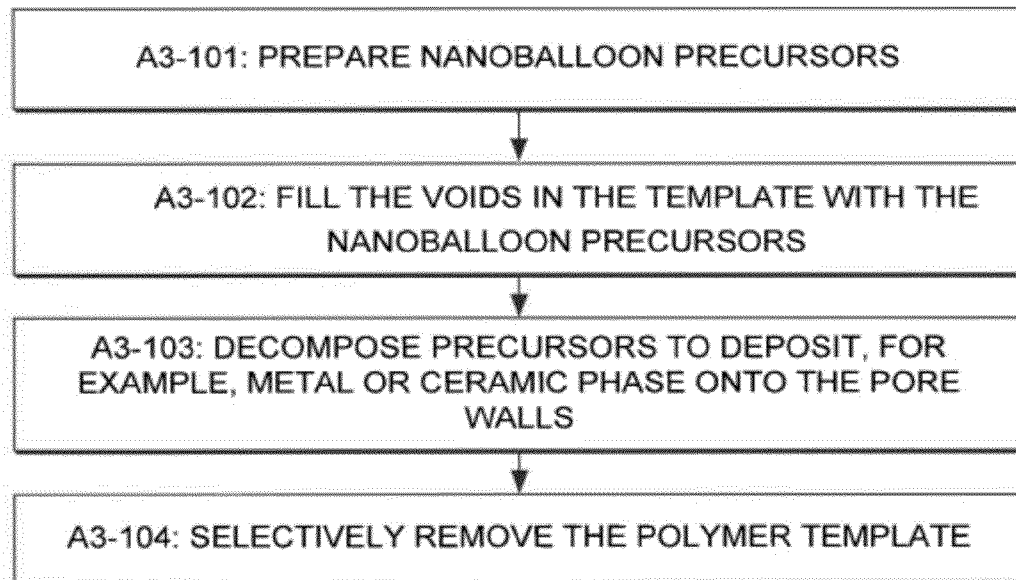 A3-101: PREPARE NANOBALLOON PRECURSORS
A3-102: FILL THE VOIDS IN THE TEMPLATE WITH THE
NANOBALLOON PRECURSORS
A3-103: DECOMPOSE PRECURSORS TO DEPOSIT, FOR
EXAMPLE, METAL OR CERAMIC PHASE ONTO THE PORE
WALLS
A3-104: SELECTIVELY REMOVE THE POLYMER TEMPLATE